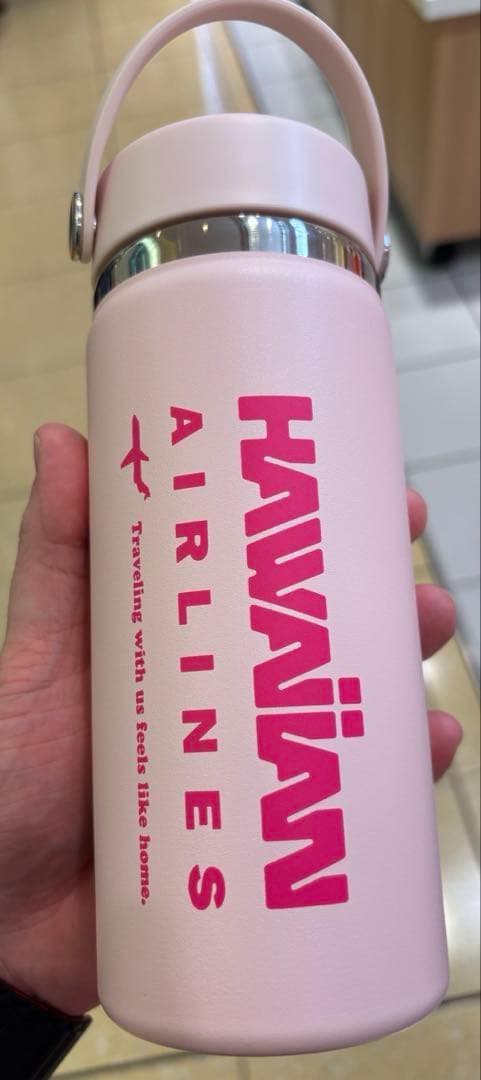 HAWAiiAN
AIRLINES
Traveling with us feels like home.